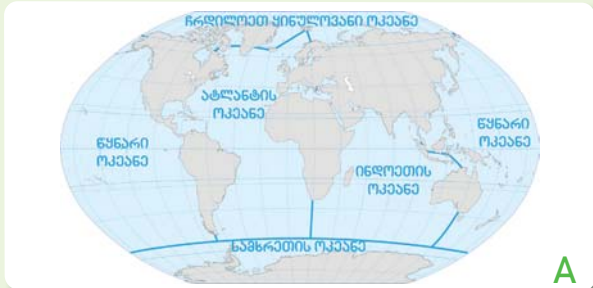 ჩრდილოეთ ყინულოვანი ოკეანე
ატლანტის
ოკეანე
წყნარი
ოკეანე
წყნარი
ოკეანე
ინდოეთის
ოკეანე
სამხრეთის ოკეანე
A